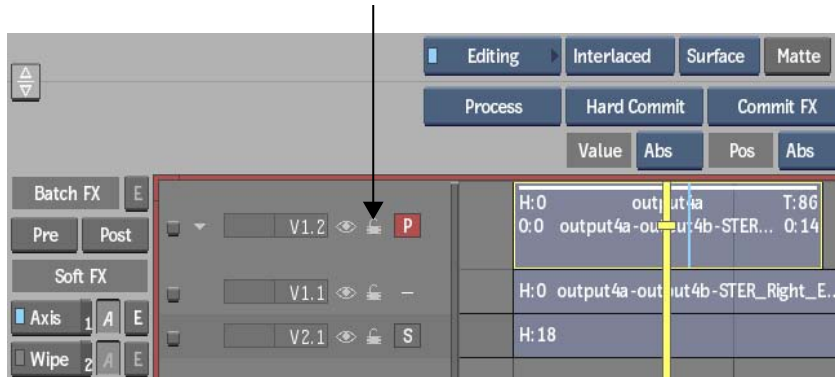 Editing Interlaced Surface Matte
Process Hard Commit Commit FX
Value Abs Pos Abs
Batch FX E
Pre Post
Soft FX
Axis 1 A E
Wipe 2 A E
V1.2 P
V1.1 –
V2.1 S
H:0 output4a T:86
0:0 output4a-output4b-STER... 0:14
H:0 output4a-output4b-STER_Right_E..
H:18